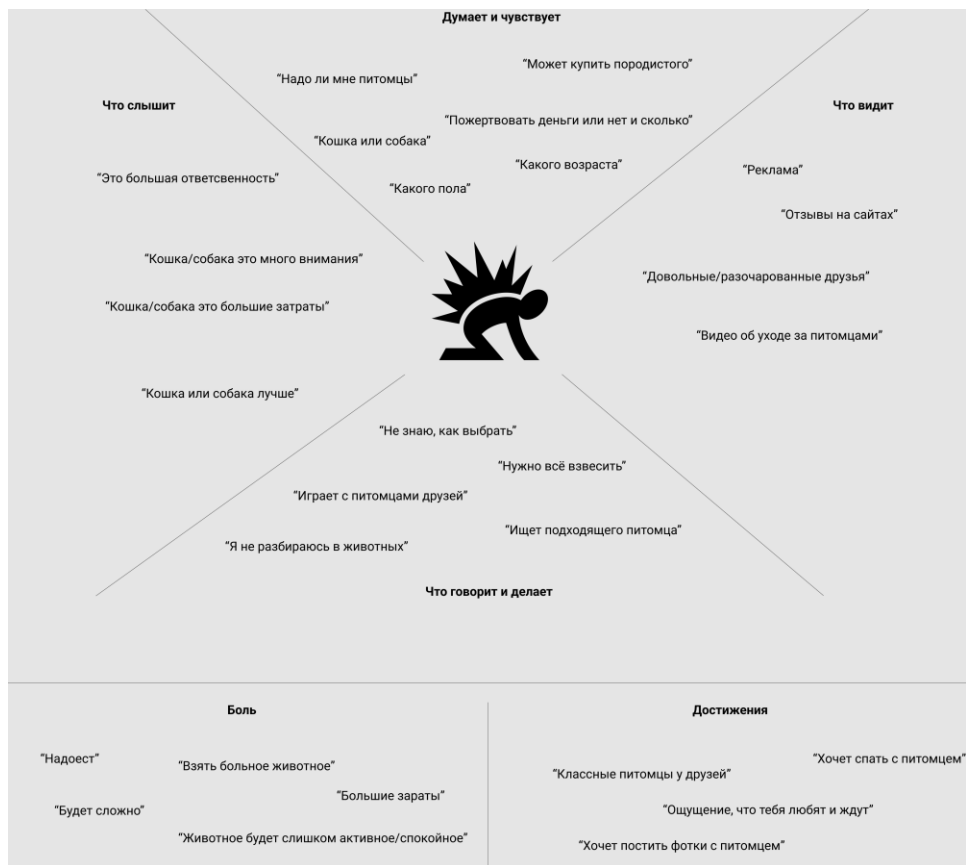 Думает и чувствует
“Надо ли мне питомцы”
“Может купить породистого”
“Пожертвовать деньги или нет и сколько”
“Кошка или собака”
“Какого возраста”
“Какого пола”
Что слышит
“Это большая ответсвенность”
“Кошка/собака это много внимания”
“Кошка/собака это большие затраты”
“Кошка или собака лучше”
Что видит
“Реклама”
“Отзывы на сайтах”
“Довольные/разочарованные друзья”
“Видео об уходе за питомцами”
“Не знаю, как выбрать”
“Нужно всё взвесить”
“Играет с питомцами друзей”
“Ищет подходящего питомца”
“Я не разбираюсь в животных”
Что говорит и делает
Боль
“Надоест”
“Взять больное животное”
“Большие зараты”
“Будет сложно”
“Животное будет слишком активное/спокойное”
Достижения
“Хочет спать с питомцем”
“Классные питомцы у друзей”
“Ощущение, что тебя любят и ждут”
“Хочет постить фотки с питомцем”